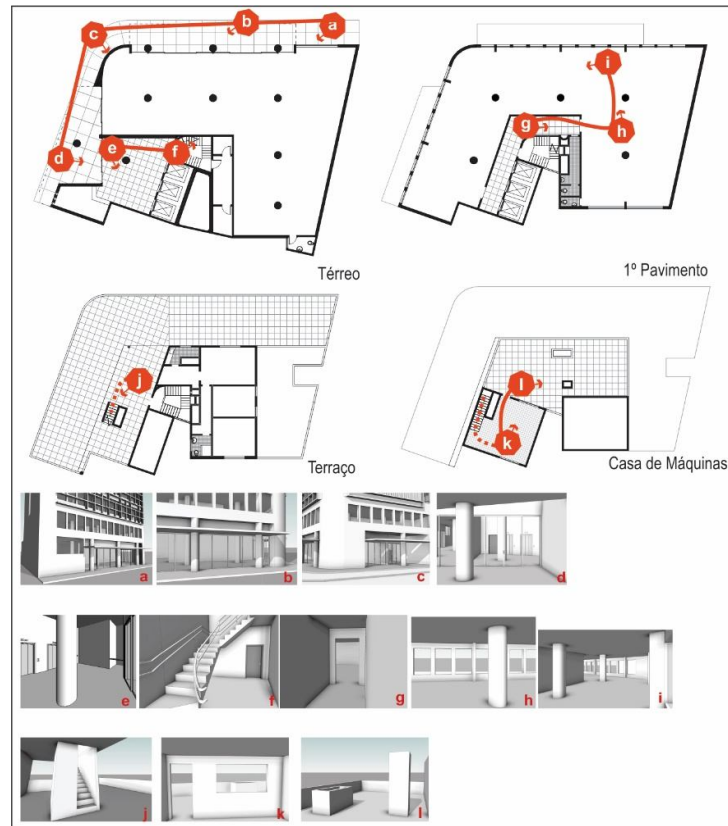 b
a
c
i
e
f
g
h
d
Térreo
1º Pavimento
j
l
k
Terraço
Casa de Máquinas
a
b
c
d
e
f
g
h
i
j
k
l